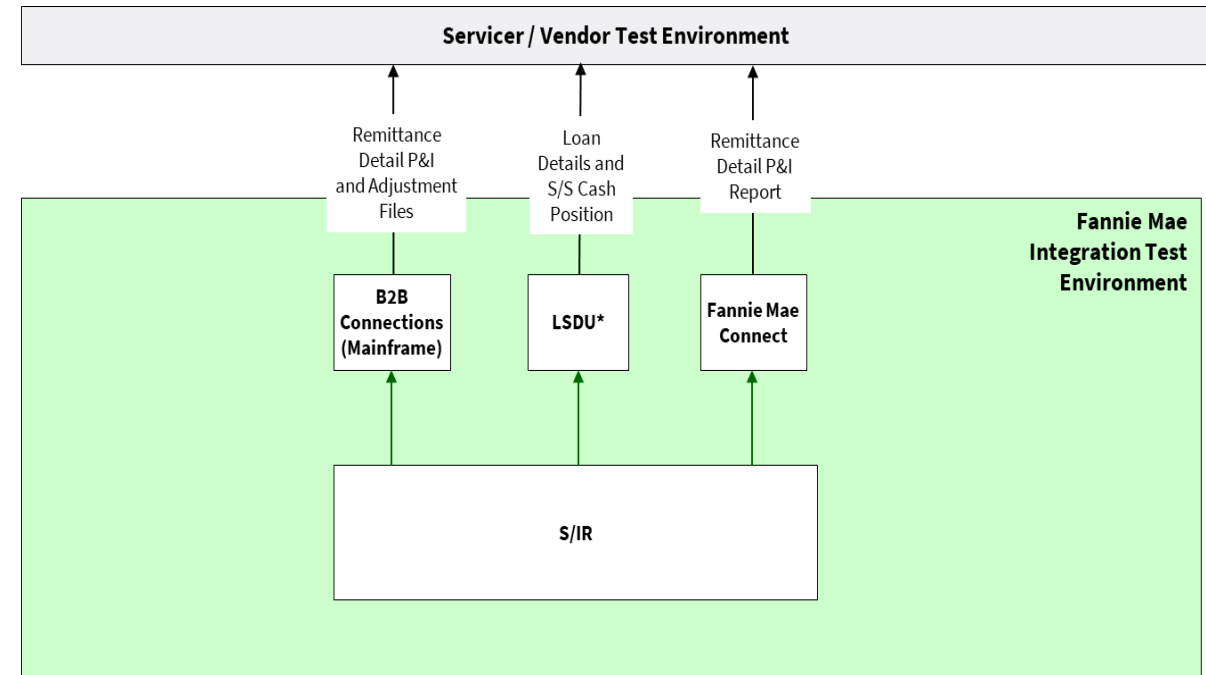 Servicer / Vendor Test Environment
Remittance
Detail P&I
and Adjustment
Files
Loan
Details and
S/S Cash
Position
Remittance
Detail P&I
Report
Fannie Mae
Integration Test
Environment
B2B
Connections
(Mainframe)
LSDU*
Fannie Mae
Connect
S/IR